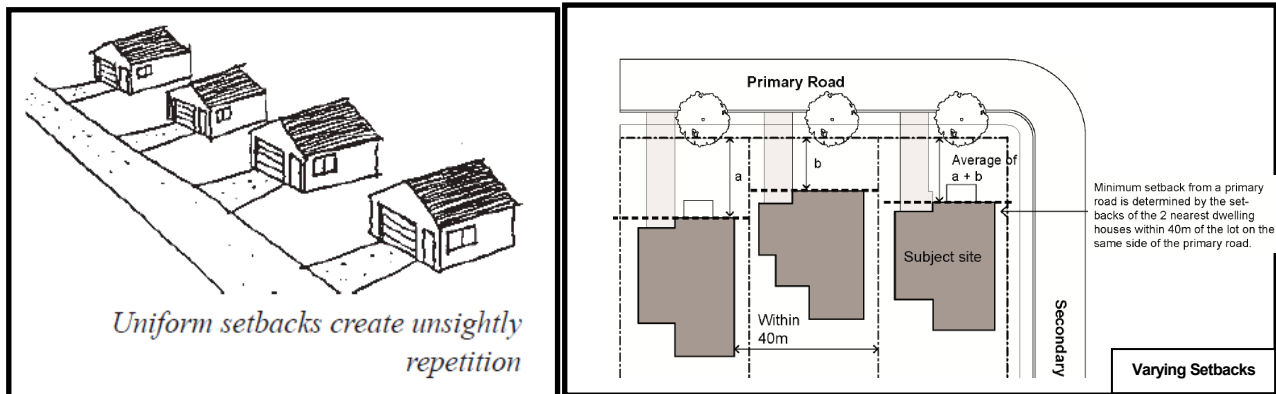 Uniform setbacks create unsightly
repetition
Primary Road
a
b
Average of
a + b
Minimum setback from a primary
road is determined by the set-
backs of the 2 nearest dwelling
houses within 40m of the lot on the
same side of the primary road.
Subject site
Within
40m
Secondary
Varying Setbacks